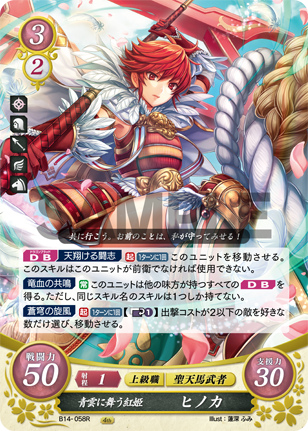 3
2
SAMPLE
共に行こう。お前のことは、私が守ってみせる！
DB 天翔ける闘志 起 1ターンに1回 このユニットを移動させる。
このスキルはこのユニットが前衛でなければ使用できない。
竜血の共鳴 常 このユニットは他の味方が持つすべての DB を
得る。ただし、同じスキル名のスキルは1つしか持てない。
蒼穹の旋風 起 1ターンに1回 1 出撃コストが2以下の敵を好きな
数だけ選び、移動させる。
戦闘力
50
射程 1 上級職 聖天馬武者
支援力
30
青雲に舞う紅姫 ヒノカ
B14-058R 4th Illust：蓮深 ふみ